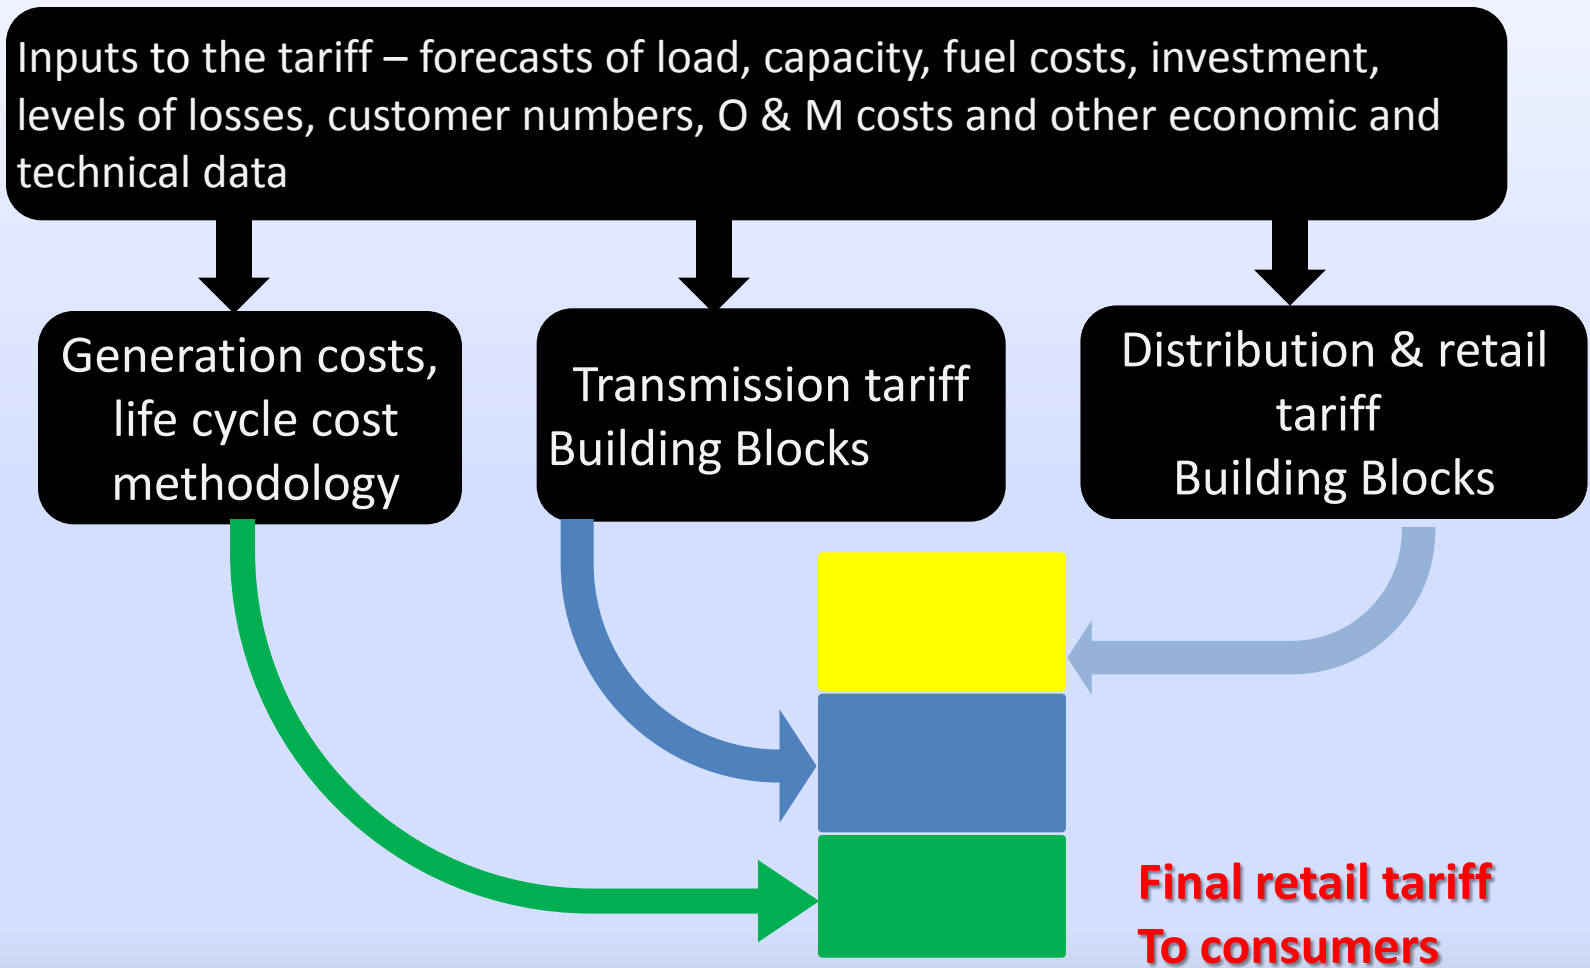 Inputs to the tariff – forecasts of load, capacity, fuel costs, investment,
levels of losses, customer numbers, O & M costs and other economic and
technical data
Generation costs,
life cycle cost
methodology
Transmission tariff
Building Blocks
Distribution & retail
tariff
Building Blocks
Final retail tariff
To consumers